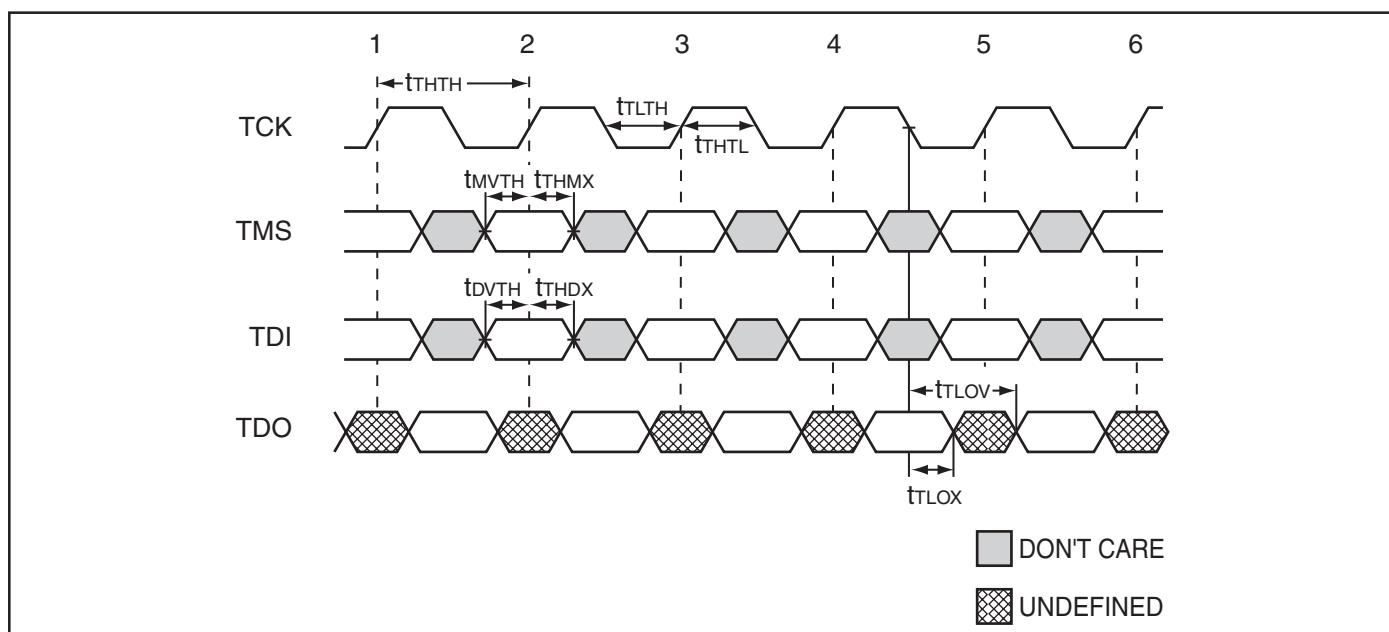 1 2 3 4 5 6
tTHTH
tTLTH
TCK
tTHTL
tMVTH tTHMX
TMS
tDVTH tTHDX
TDI
tTLOV
TDO
tTLOX
DON'T CARE
UNDEFINED